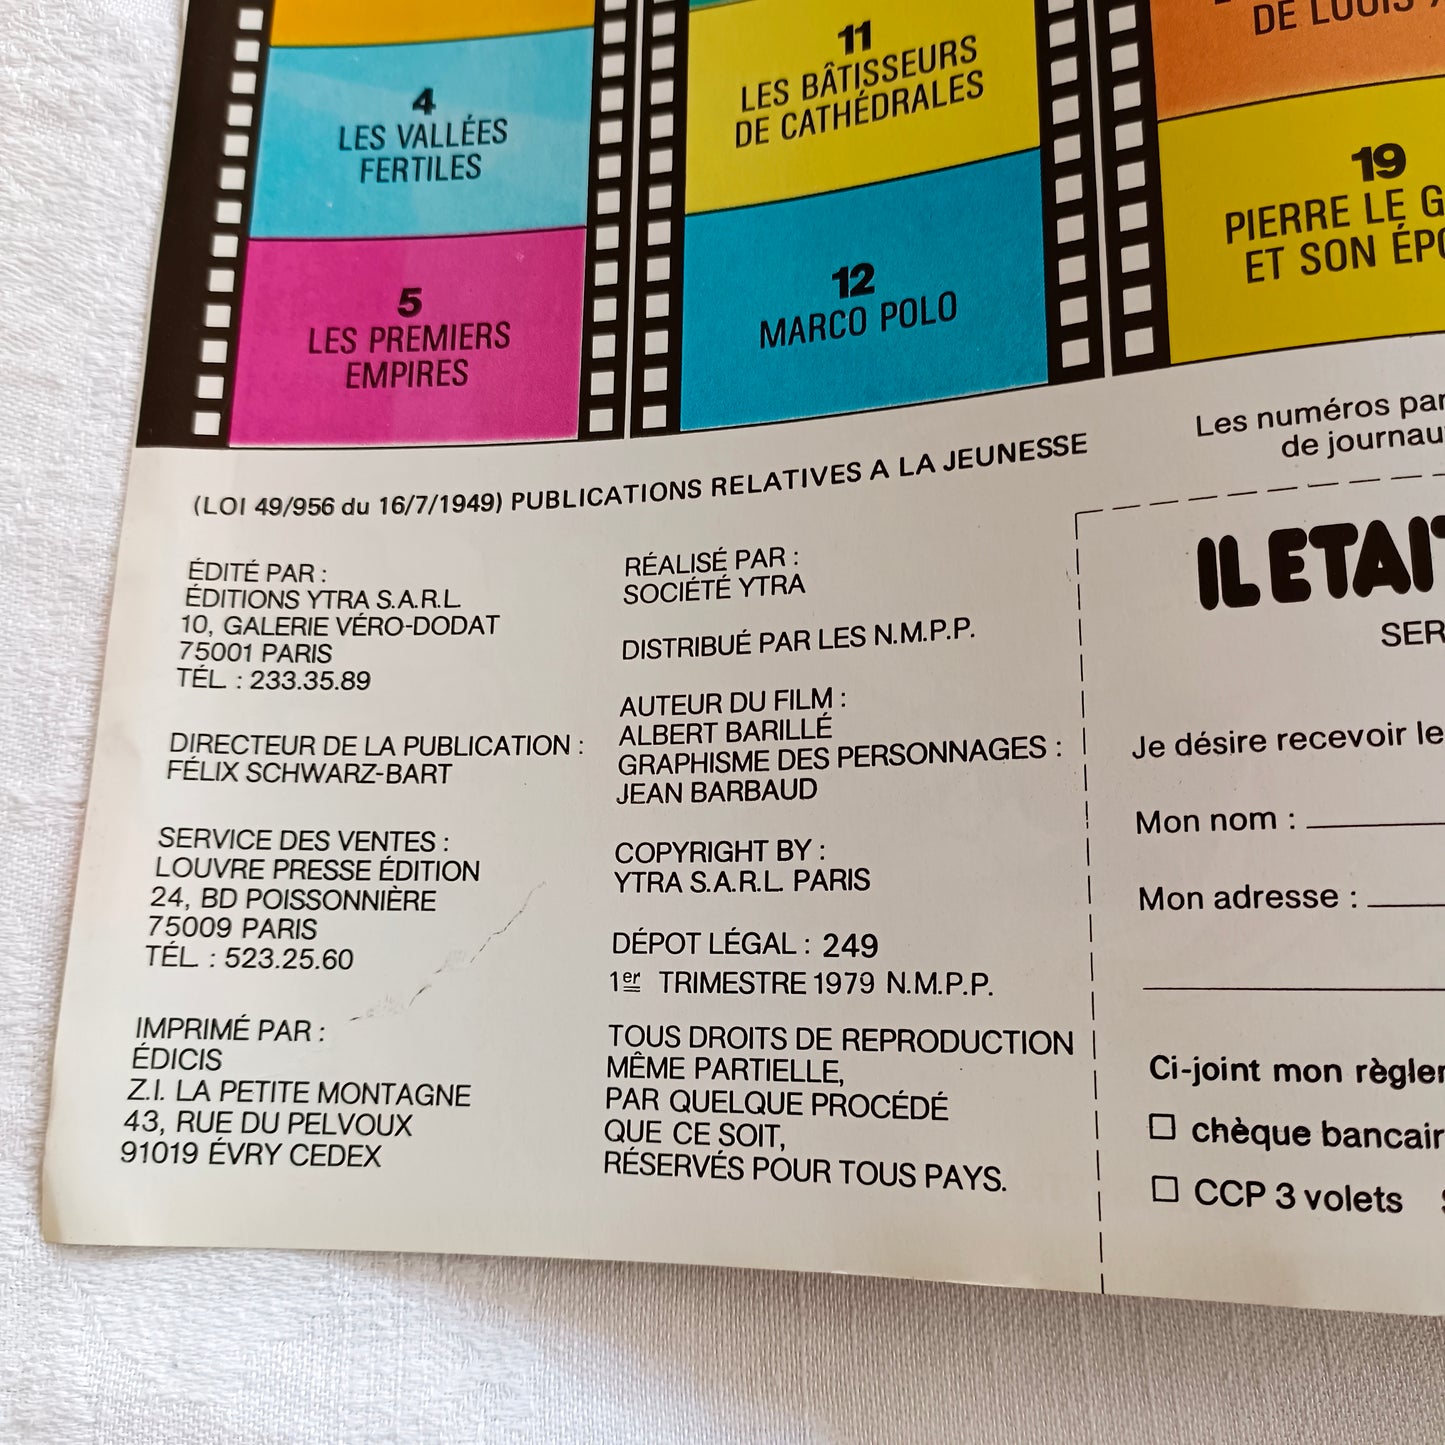 4
LES VALLÉES
FERTILES
5
LES PREMIERS
EMPIRES
11
LES BÂTISSEURS
DE CATHÉDRALES
12
MARCO POLO
DE LOUIS
19
PIERRE LE
ET SON
(LOI 49/956 du 16/7/1949) PUBLICATIONS RELATIVES A LA JEUNESSE
ÉDITÉ PAR :
ÉDITIONS YTRA S.A.R.L.
10, GALERIE VÉRO-DODAT
75001 PARIS
TÉL. : 233.35.89
DIRECTEUR DE LA PUBLICATION :
FÉLIX SCHWARZ-BART
SERVICE DES VENTES :
LOUVRE PRESSE ÉDITION
24, BD POISSONNIÈRE
75009 PARIS
TÉL. : 523.25.60
IMPRIMÉ PAR :
ÉDICIS
Z.I. LA PETITE MONTAGNE
43, RUE DU PELVOUX
91019 ÉVRY CEDEX
RÉALISÉ PAR :
SOCIÉTÉ YTRA
DISTRIBUÉ PAR LES N.M.P.P.
AUTEUR DU FILM :
ALBERT BARILLÉ
GRAPHISME DES PERSONNAGES :
JEAN BARBAUD
COPYRIGHT BY :
YTRA S.A.R.L. PARIS
DÉPOT LÉGAL : 249
1er TRIMESTRE 1979 N.M.P.P.
TOUS DROITS DE REPRODUCTION
MÊME PARTIELLE,
PAR QUELQUE PROCÉDÉ
QUE CE SOIT,
RÉSERVÉS POUR TOUS PAYS.
Les numéros par
de journau
IL ETAIT
SER
Je désire recevoir le
Mon nom :
Mon adresse :
Ci-joint mon règlem
chèque bancair
CCP 3 volets